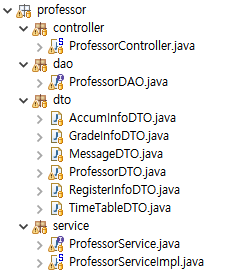 professor
controller
ProfessorController.java
dao
ProfessorDAO.java
dto
AccumInfoDTO.java
GradeInfoDTO.java
MessageDTO.java
ProfessorDTO.java
RegisterInfoDTO.java
TimeTableDTO.java
service
ProfessorService.java
ProfessorServiceImpl.java